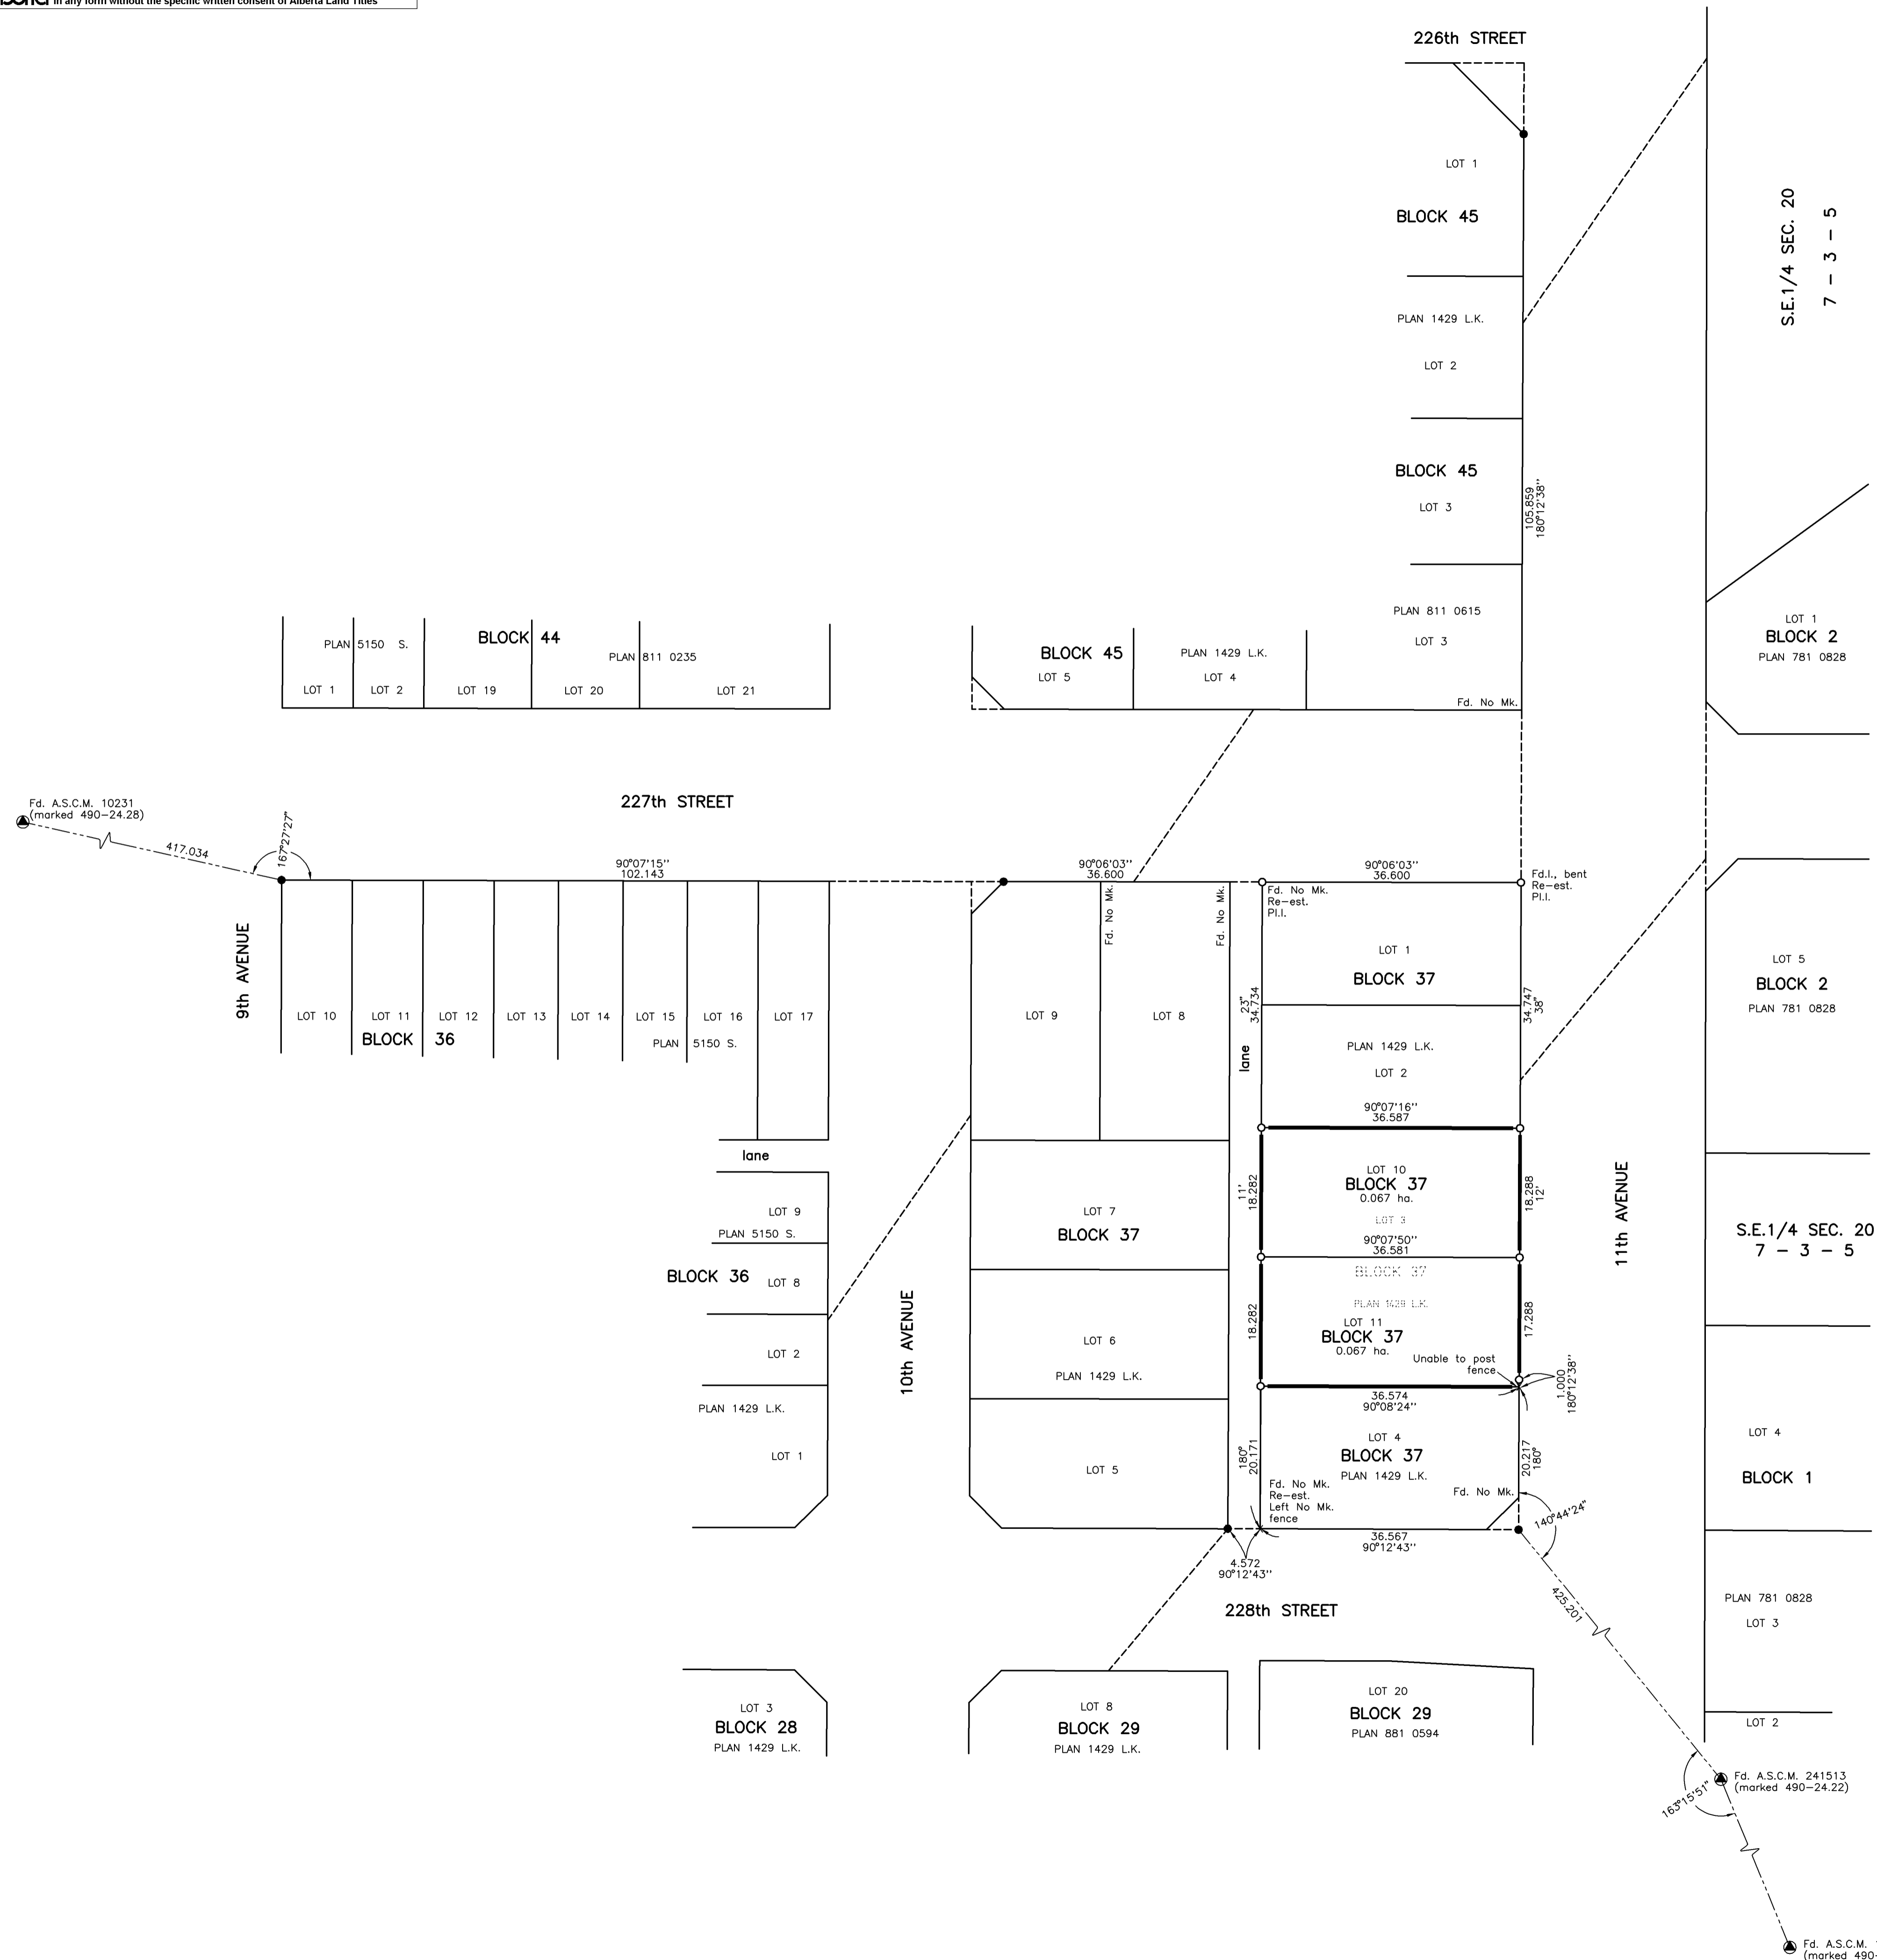 in any form without the specific written consent of Alberta Land Titles
226th STREET
LOT 1
BLOCK 45
S.E.1/4 SEC. 20
7 - 3 - 5
PLAN 1429 L.K.
LOT 2
BLOCK 45
LOT 3
105.859
180°12'38''
PLAN 811 0615
LOT 3
Fd. No Mk.
LOT 1
BLOCK 2
PLAN 781 0828
PLAN 5150 S.
BLOCK 44
PLAN 811 0235
LOT 1
LOT 2
LOT 19
LOT 20
LOT 21
BLOCK 45
LOT 5
PLAN 1429 L.K.
LOT 4
Fd. A.S.C.M. 10231
(marked 490-24.28)
417.034
167°27'27"
227th STREET
90°07'15''
102.143
90°06'03''
36.600
90°06'03''
36.600
Fd.I., bent
Re-est.
Pl.I.
Fd. No Mk.
Re-est.
Pl.I.
Fd. No Mk.
Fd. No Mk.
9th AVENUE
LOT 10
LOT 11
LOT 12
LOT 13
LOT 14
LOT 15
LOT 16
LOT 17
BLOCK 36
PLAN 5150 S.
LOT 9
LOT 8
23"
34.734
lane
LOT 1
BLOCK 37
34.747
38"
PLAN 1429 L.K.
LOT 2
LOT 5
BLOCK 2
PLAN 781 0828
90°07'16''
36.587
lane
LOT 9
PLAN 5150 S.
BLOCK 36
LOT 8
LOT 2
PLAN 1429 L.K.
LOT 1
10th AVENUE
LOT 7
BLOCK 37
LOT 6
PLAN 1429 L.K.
LOT 5
11'
18.282
LOT 10
BLOCK 37
0.067 ha.
LOT 3
90°07'50''
36.581
18.288
12'
11th AVENUE
S.E.1/4 SEC. 20
7 - 3 - 5
BLOCK 37
PLAN 1429 L.K.
LOT 11
BLOCK 37
0.067 ha.
18.282
17.288
Unable to post
fence
1.000
180°12'38''
36.574
90°08'24''
180°
20.171
LOT 4
BLOCK 37
PLAN 1429 L.K.
20.217
180°
Fd. No Mk.
Re-est.
Left No Mk.
fence
Fd. No Mk.
140°44'24"
LOT 4
BLOCK 1
36.567
90°12'43''
4.572
90°12'43''
228th STREET
425.201
PLAN 781 0828
LOT 3
LOT 3
BLOCK 28
PLAN 1429 L.K.
LOT 8
BLOCK 29
PLAN 1429 L.K.
LOT 20
BLOCK 29
PLAN 881 0594
LOT 2
Fd. A.S.C.M. 241513
(marked 490-24.22)
163°15'51"
Fd. A.S.C.M.
(marked 490-